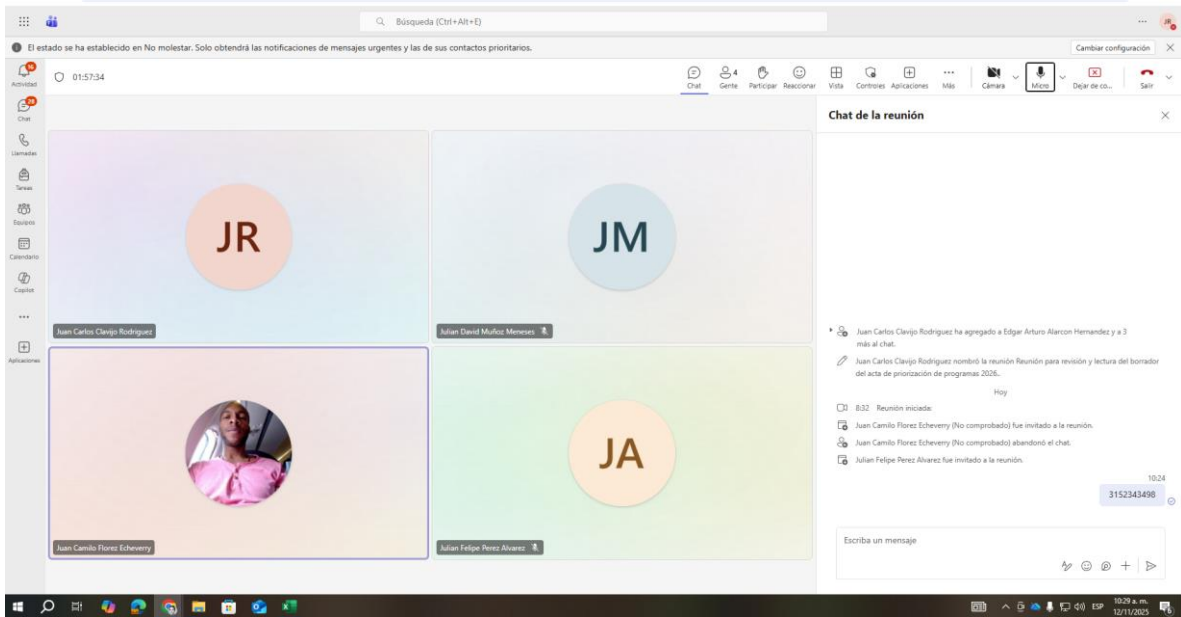 Búsqueda (Ctrl+Alt+E)
JR
El estado se ha establecido en No molestar. Solo obtendrá las notificaciones de mensajes urgentes y las de sus contactos prioritarios.
Cambiar configuración
16
Actividad
01:57:34
Chat
4
Gente
Participar
Reaccionar
Vista
Controles
Aplicaciones
Más
Cámara
Micro
Dejar de co...
Salir
28
Chat
Llamadas
Tareas
Equipos
Calendario
Copilot
Aplicaciones
JR
Juan Carlos Clavijo Rodriguez
JM
Julian David Muñoz Meneses
Juan Camilo Florez Echeverry
JA
Julian Felipe Perez Alvarez
Chat de la reunión
Juan Carlos Clavijo Rodriguez ha agregado a Edgar Arturo Alarcon Hernandez y a 3
más al chat.
Juan Carlos Clavijo Rodriguez nombró la reunión Reunión para revisión y lectura del borrador
del acta de priorización de programas 2026..
Hoy
8:32 Reunión iniciada:
Juan Camilo Florez Echeverry (No comprobado) fue invitado a la reunión.
Juan Camilo Florez Echeverry (No comprobado) abandonó el chat.
Julian Felipe Perez Alvarez fue invitado a la reunión.
10:24
3152343498
Escriba un mensaje
ESP
10:29 a. m.
12/11/2025